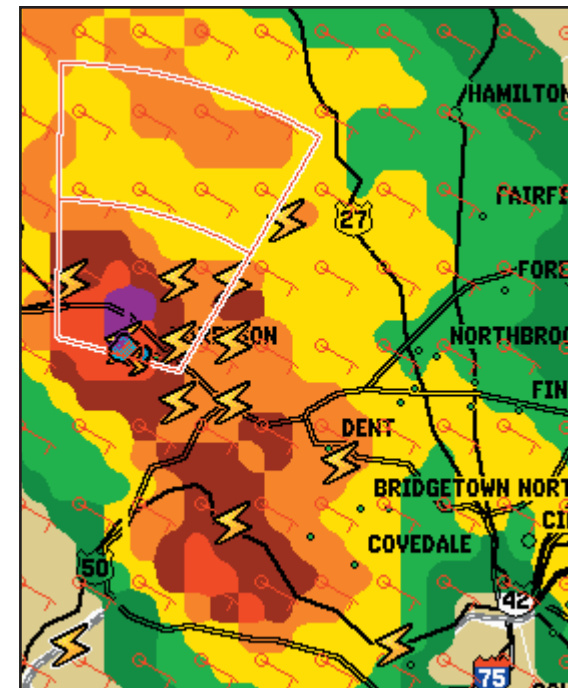 HAMILTON
FAIRFI
27
FORE
SON
NORTHBROO
FIN
DENT
BRIDGETOWN NORT
CI
COVEDALE
50
42
75